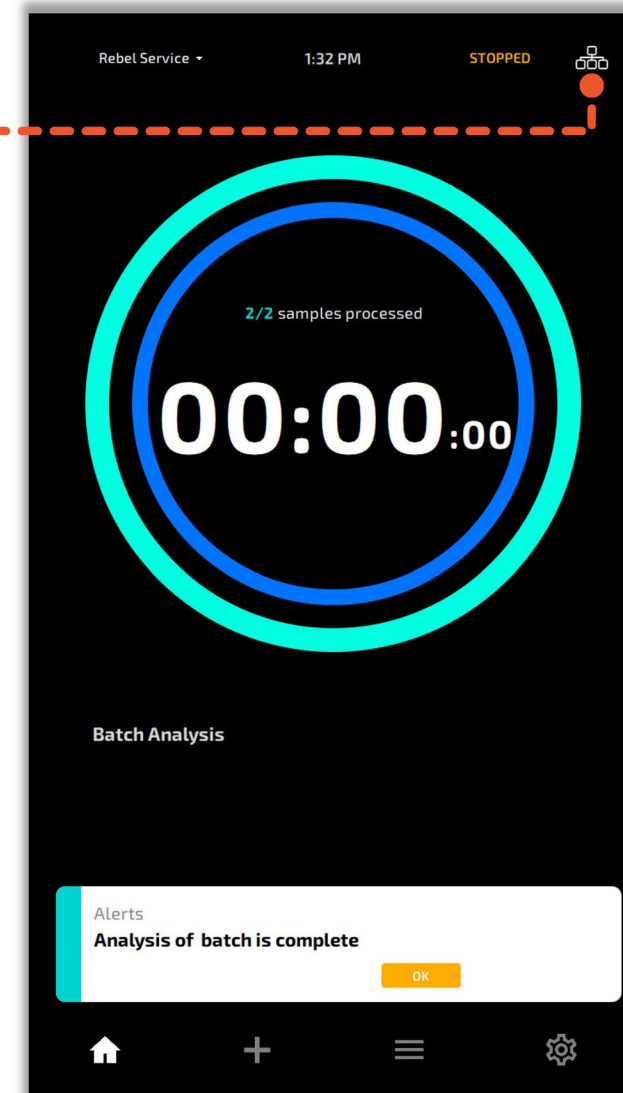 Rebel Service 1:32 PM STOPPED
2/2 samples processed
00:00:00
Batch Analysis
Alerts
Analysis of batch is complete
OK